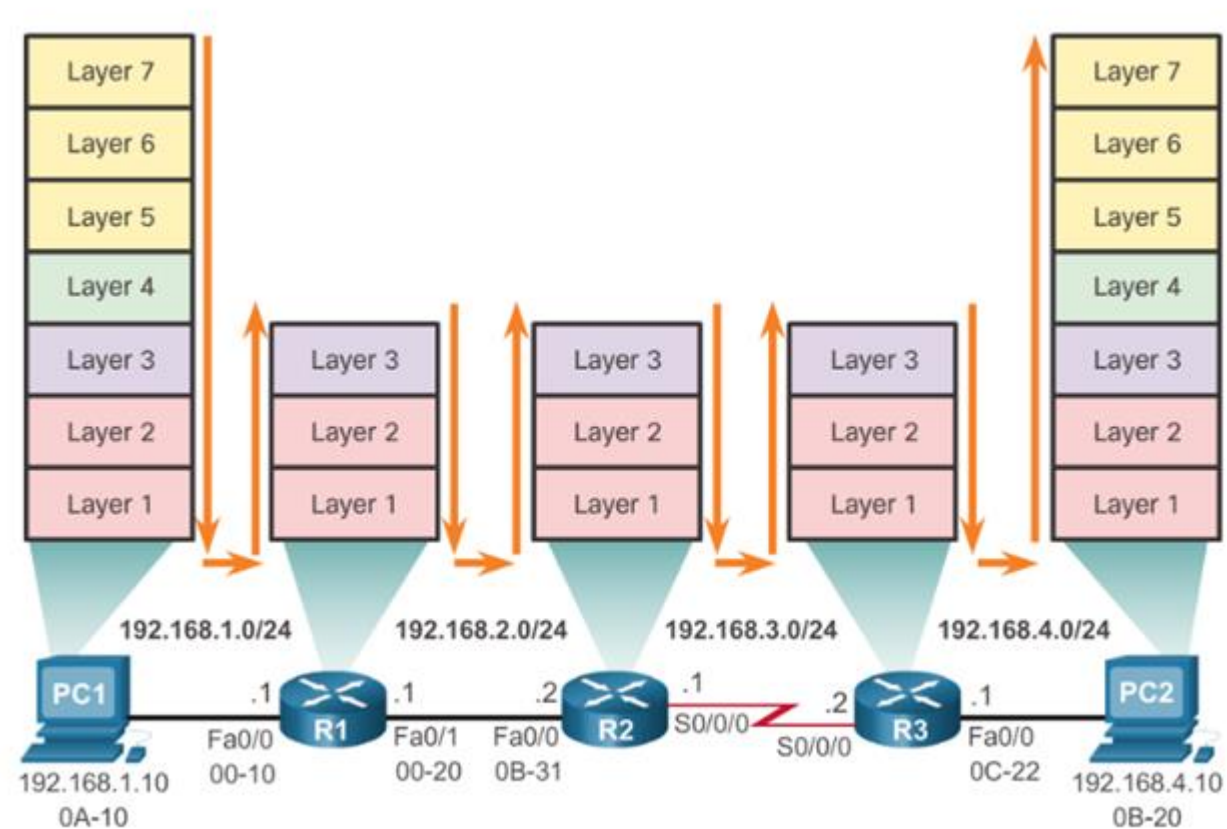 Layer 7
Layer 6
Layer 5
Layer 4
Layer 3
Layer 2
Layer 1
Layer 3
Layer 2
Layer 1
Layer 3
Layer 2
Layer 1
Layer 3
Layer 2
Layer 1
Layer 7
Layer 6
Layer 5
Layer 4
Layer 3
Layer 2
Layer 1
192.168.1.0/24
192.168.2.0/24
192.168.3.0/24
192.168.4.0/24
PC1
192.168.1.10
0A-10
.1
Fa0/0
00-10
R1
.1
Fa0/1
00-20
.2
Fa0/0
0B-31
R2
.1
S0/0/0
.2
S0/0/0
R3
.1
Fa0/0
0C-22
PC2
192.168.4.10
0B-20